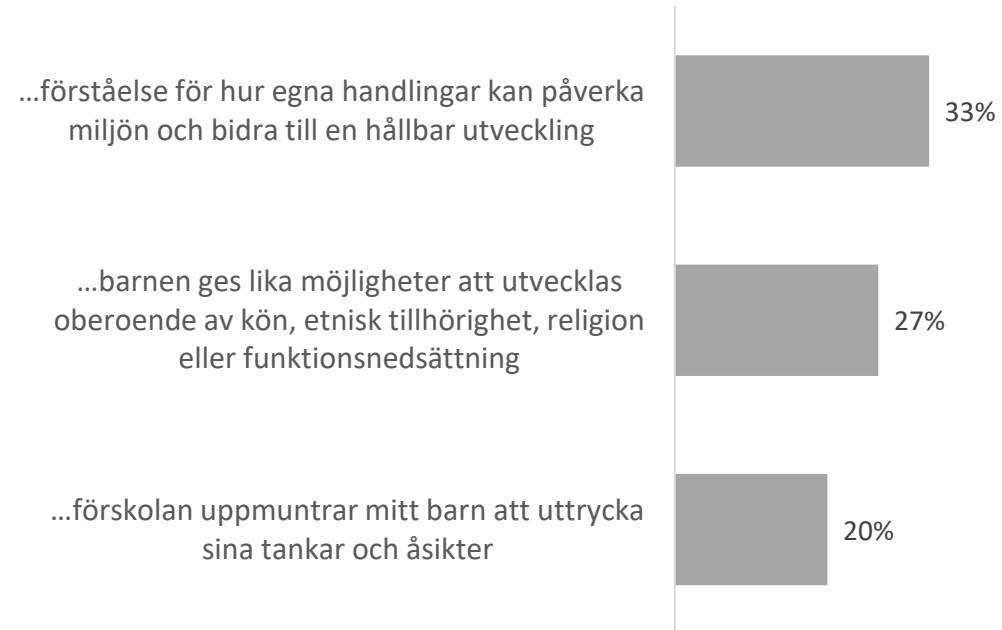 ...förståelse för hur egna handlingar kan påverka
miljön och bidra till en hållbar utveckling
33%
...barnen ges lika möjligheter att utvecklas
oberoende av kön, etnisk tillhörighet, religion
eller funktionsnedsättning
27%
...förskolan uppmuntrar mitt barn att uttrycka
sina tankar och åsikter
20%